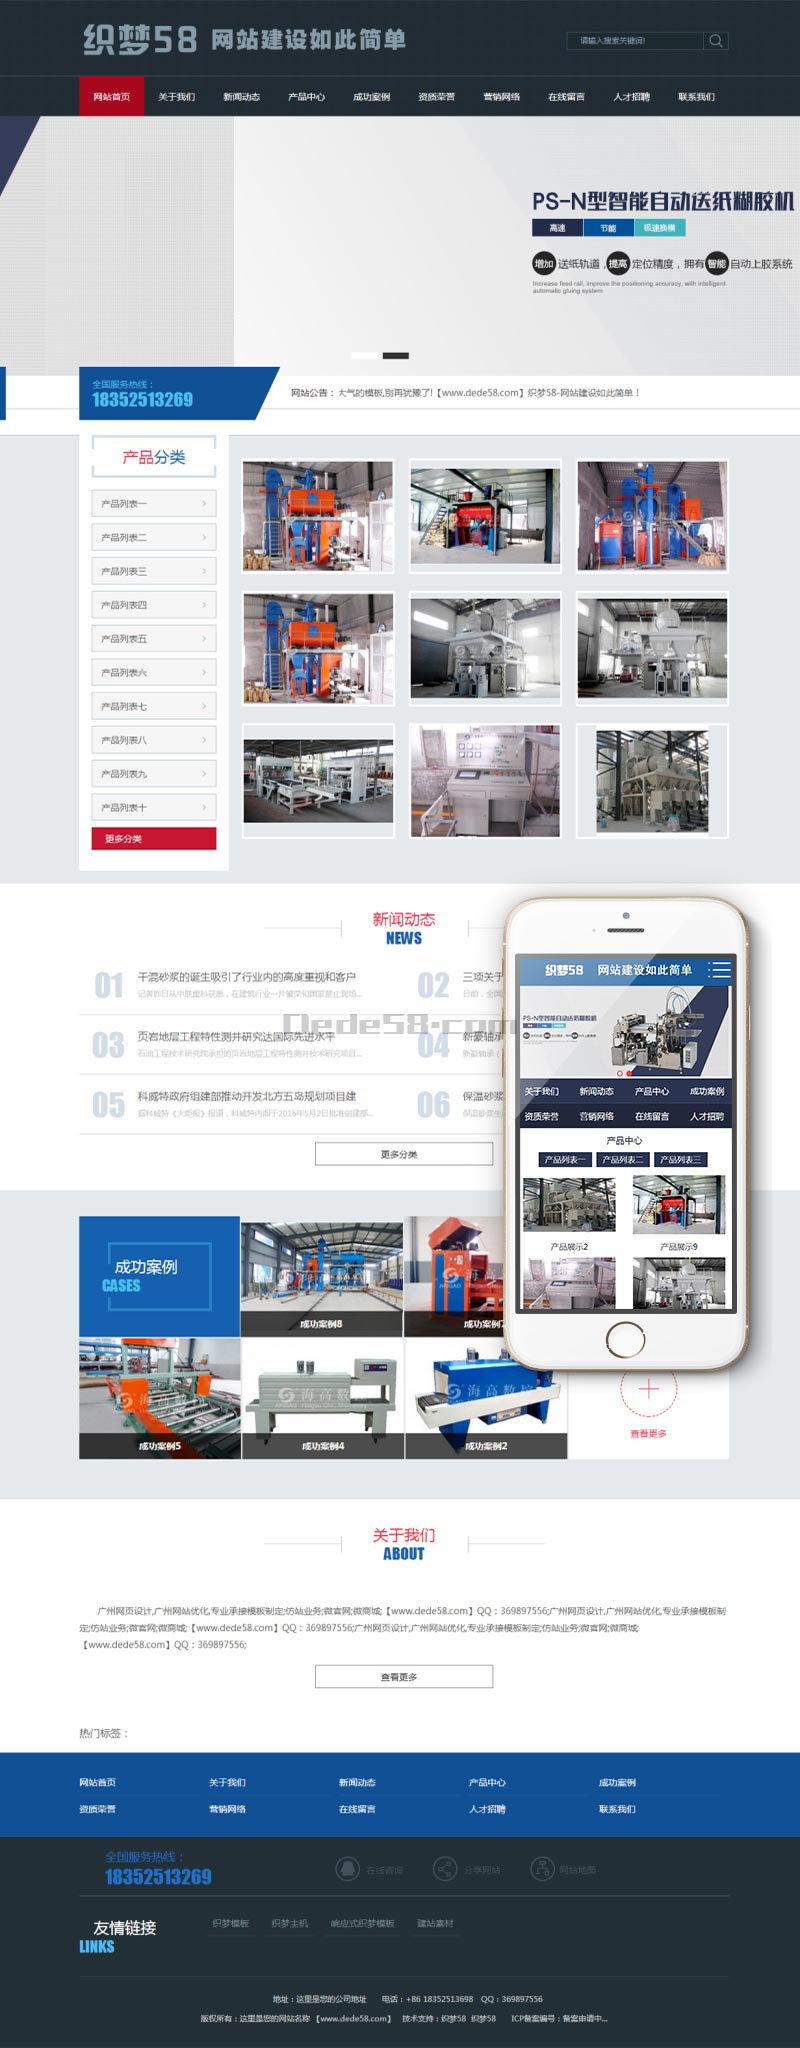 织梦58 网站建设如此简单
请输入搜索关键词!
网站首页 关于我们 新闻动态 产品中心 成功案例 资质荣誉 营销网络 在线留言 人才招聘 联系我们
PS-N型智能自动送纸糊胶机
高速 节能 极速换模
增加送纸轨道，提高定位精度，拥有智能自动上胶系统
Increase feed rail, improve the positioning accuracy, with intelligent
automatic gluing system
全国服务热线：
18352513269
网站公告： 大气的模板,别再犹豫了!【www.dede58.com】织梦58-网站建设如此简单！
产品分类
产品列表一
产品列表二
产品列表三
产品列表四
产品列表五
产品列表六
产品列表七
产品列表八
产品列表九
产品列表十
更多分类
新闻动态
NEWS
01 干混砂浆的诞生吸引了行业内的高度重视和客户
02 三项关于
日前，全国
03 页岩地层工程特性测井研究达国际先进水平
石油工程技术研究院承担的页岩地层工程特性测井技术研究项目...
04 新豪轴承
新豪轴承（
05 科威特政府组建部推动开发北方五岛规划项目建
据科威特《火炬报》报道，科威特内阁于2016年5月2日批准创建部...
06 保温砂浆
保温砂浆生
Dede58.com
更多分类
织梦58 网站建设如此简单
PS-N型智能自动送纸糊胶机
关于我们 新闻动态 产品中心 成功案例
资质荣誉 营销网络 在线留言 人才招聘
产品中心
产品列表一 产品列表二 产品列表三
产品展示2 产品展示9
成功案例
CASES
成功案例8
成功案例
成功案例5
成功案例4
成功案例2
查看更多
关于我们
ABOUT
广州网页设计,广州网站优化,专业承接模板制定;仿站业务;微官网;微商城;【www.dede58.com】QQ：369897556;广州网页设计,广州网站优化,专业承接模板制
定;仿站业务;微官网;微商城;【www.dede58.com】QQ：369897556;广州网页设计,广州网站优化,专业承接模板制定;仿站业务;微官网;微商城;
【www.dede58.com】QQ：369897556;
查看更多
热门标签：
网站首页 关于我们 新闻动态 产品中心 成功案例
资质荣誉 营销网络 在线留言 人才招聘 联系我们
全国服务热线：
18352513269
在线咨询 分享网站 网站地图
友情链接
LINKS
织梦模板 织梦主机 响应式织梦模板 建站素材
地址：这里是您的公司地址 电话：+86 18352513698 QQ：369897556
版权所有：这里是您的网站名称 【www.dede58.com】 技术支持：织梦58 织梦58 ICP备案编号：备案申请中...